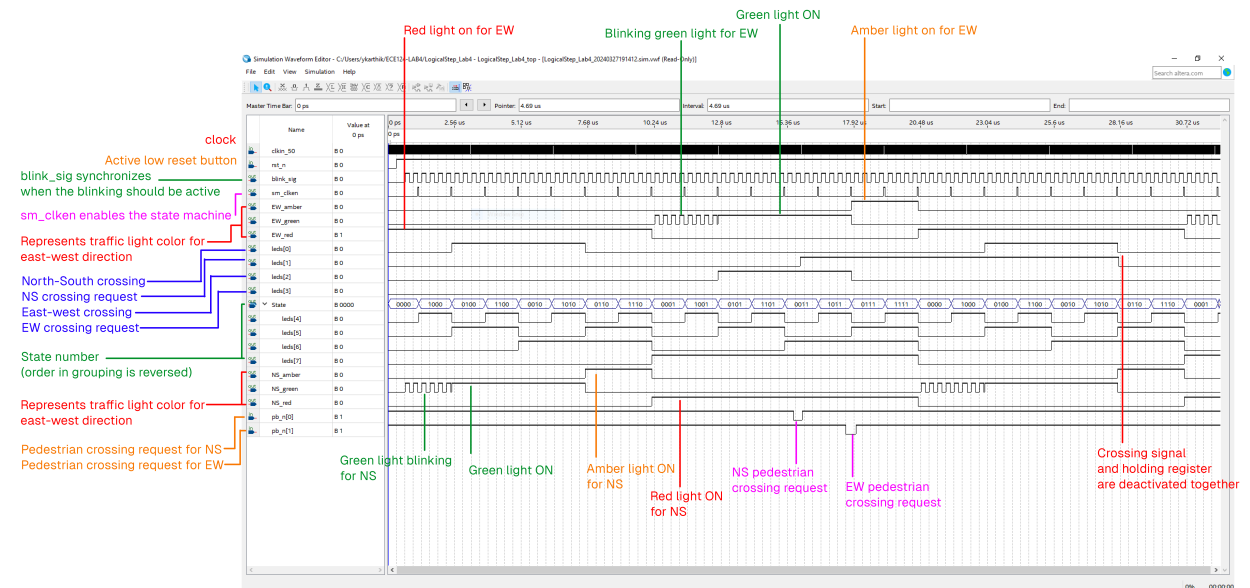 Green light ON
Red light on for EW
Blinking green light for EW
Amber light on for EW
Simulation Waveform Editor - C:/Users/ykarthik/ECE124-LAB4/LogicalStep_Lab4 - LogicalStep_Lab4_top - [LogicalStep_Lab4_20240327191412.sim.vwf (Read-Only)]
File Edit View Simulation Help
Search altera.com
Master Time Bar: 0 ps
Pointer: 4.69 us
Interval: 4.69 us
Start:
End:
Name
Value at
0 ps
0 ps 2.56 us 5.12 us 7.68 us 10.24 us 12.8 us 15.36 us 17.92 us 20.48 us 23.04 us 25.6 us 28.16 us 30.72 us
0 ps
clock
Active low reset button
blink_sig synchronizes
when the blinking should be active
sm_clken enables the state machine
Represents traffic light color for
east-west direction
North-South crossing
NS crossing request
East-west crossing
EW crossing request
State number
(order in grouping is reversed)
Represents traffic light color for
east-west direction
Pedestrian crossing request for NS
Pedestrian crossing request for EW
clkin_50 B 0
rst_n B 0
blink_sig B 0
sm_clken B 0
EW_amber B 0
EW_green B 0
EW_red B 1
leds[0] B 0
leds[1] B 0
leds[2] B 0
leds[3] B 0
State B 0000
0000 1000 0100 1100 0010 1010 0110 1110 0001 1001 0101 1101 0011 1011 0111 1111 0000 1000 0100 1100 0010 1010 0110 1110 0001
leds[4] B 0
leds[5] B 0
leds[6] B 0
leds[7] B 0
NS_amber B 0
NS_green B 0
NS_red B 0
pb_n[0] B 1
pb_n[1] B 1
Green light blinking
for NS
Green light ON
Amber light ON
for NS
Red light ON
for NS
NS pedestrian
crossing request
EW pedestrian
crossing request
Crossing signal
and holding register
are deactivated together
0% 00:00:00